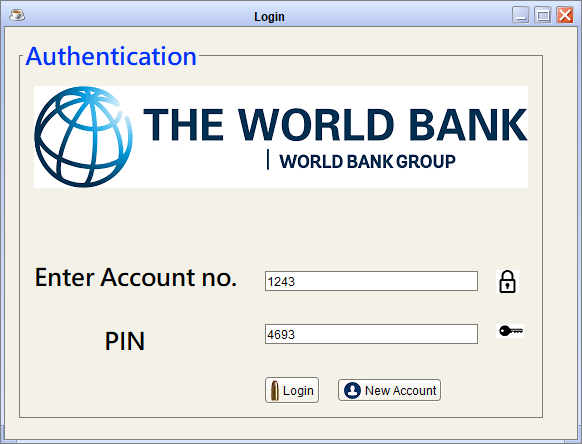 Login
Authentication
THE WORLD BANK
WORLD BANK GROUP
Enter Account no. 1243
PIN 4693
Login New Account